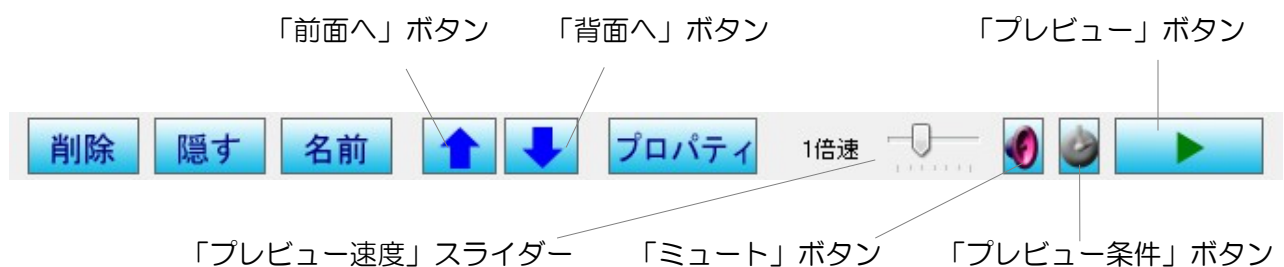 「前面へ」ボタン 「背面へ」ボタン 「プレビュー」ボタン
削除 隠す 名前 プロパティ 1倍速
「プレビュー速度」スライダー 「ミュート」ボタン 「プレビュー条件」ボタン